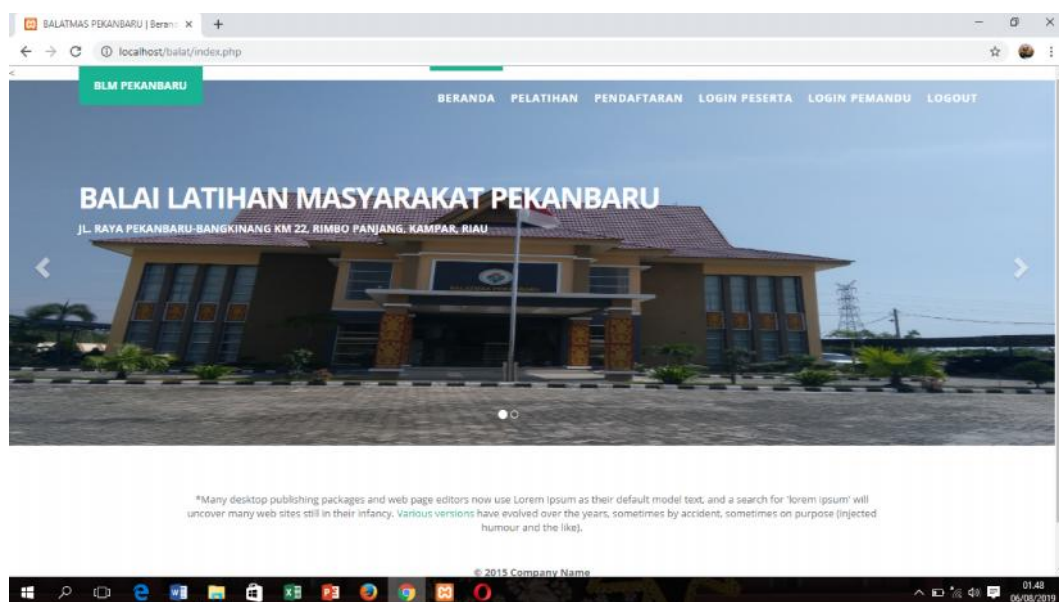 BALATMAS PEKANBARU | Beran
localhost/balat/index.php
<
BLM PEKANBARU
BERANDA PELATIHAN PENDAFTARAN LOGIN PESERTA LOGIN PEMANDU LOGOUT
BALAI LATIHAN MASYARAKAT PEKANBARU
JL. RAYA PEKANBARU-BANGKINANG KM 22, RIMBO PANJANG, KAMPAR, RIAU
"Many desktop publishing packages and web page editors now use Lorem Ipsum as their default model text, and a search for 'lorem ipsum' will
uncover many web sites still in their infancy. Various versions have evolved over the years, sometimes by accident, sometimes on purpose (injected
humour and the like).
© 2015 Company Name
01.48
06/08/2019